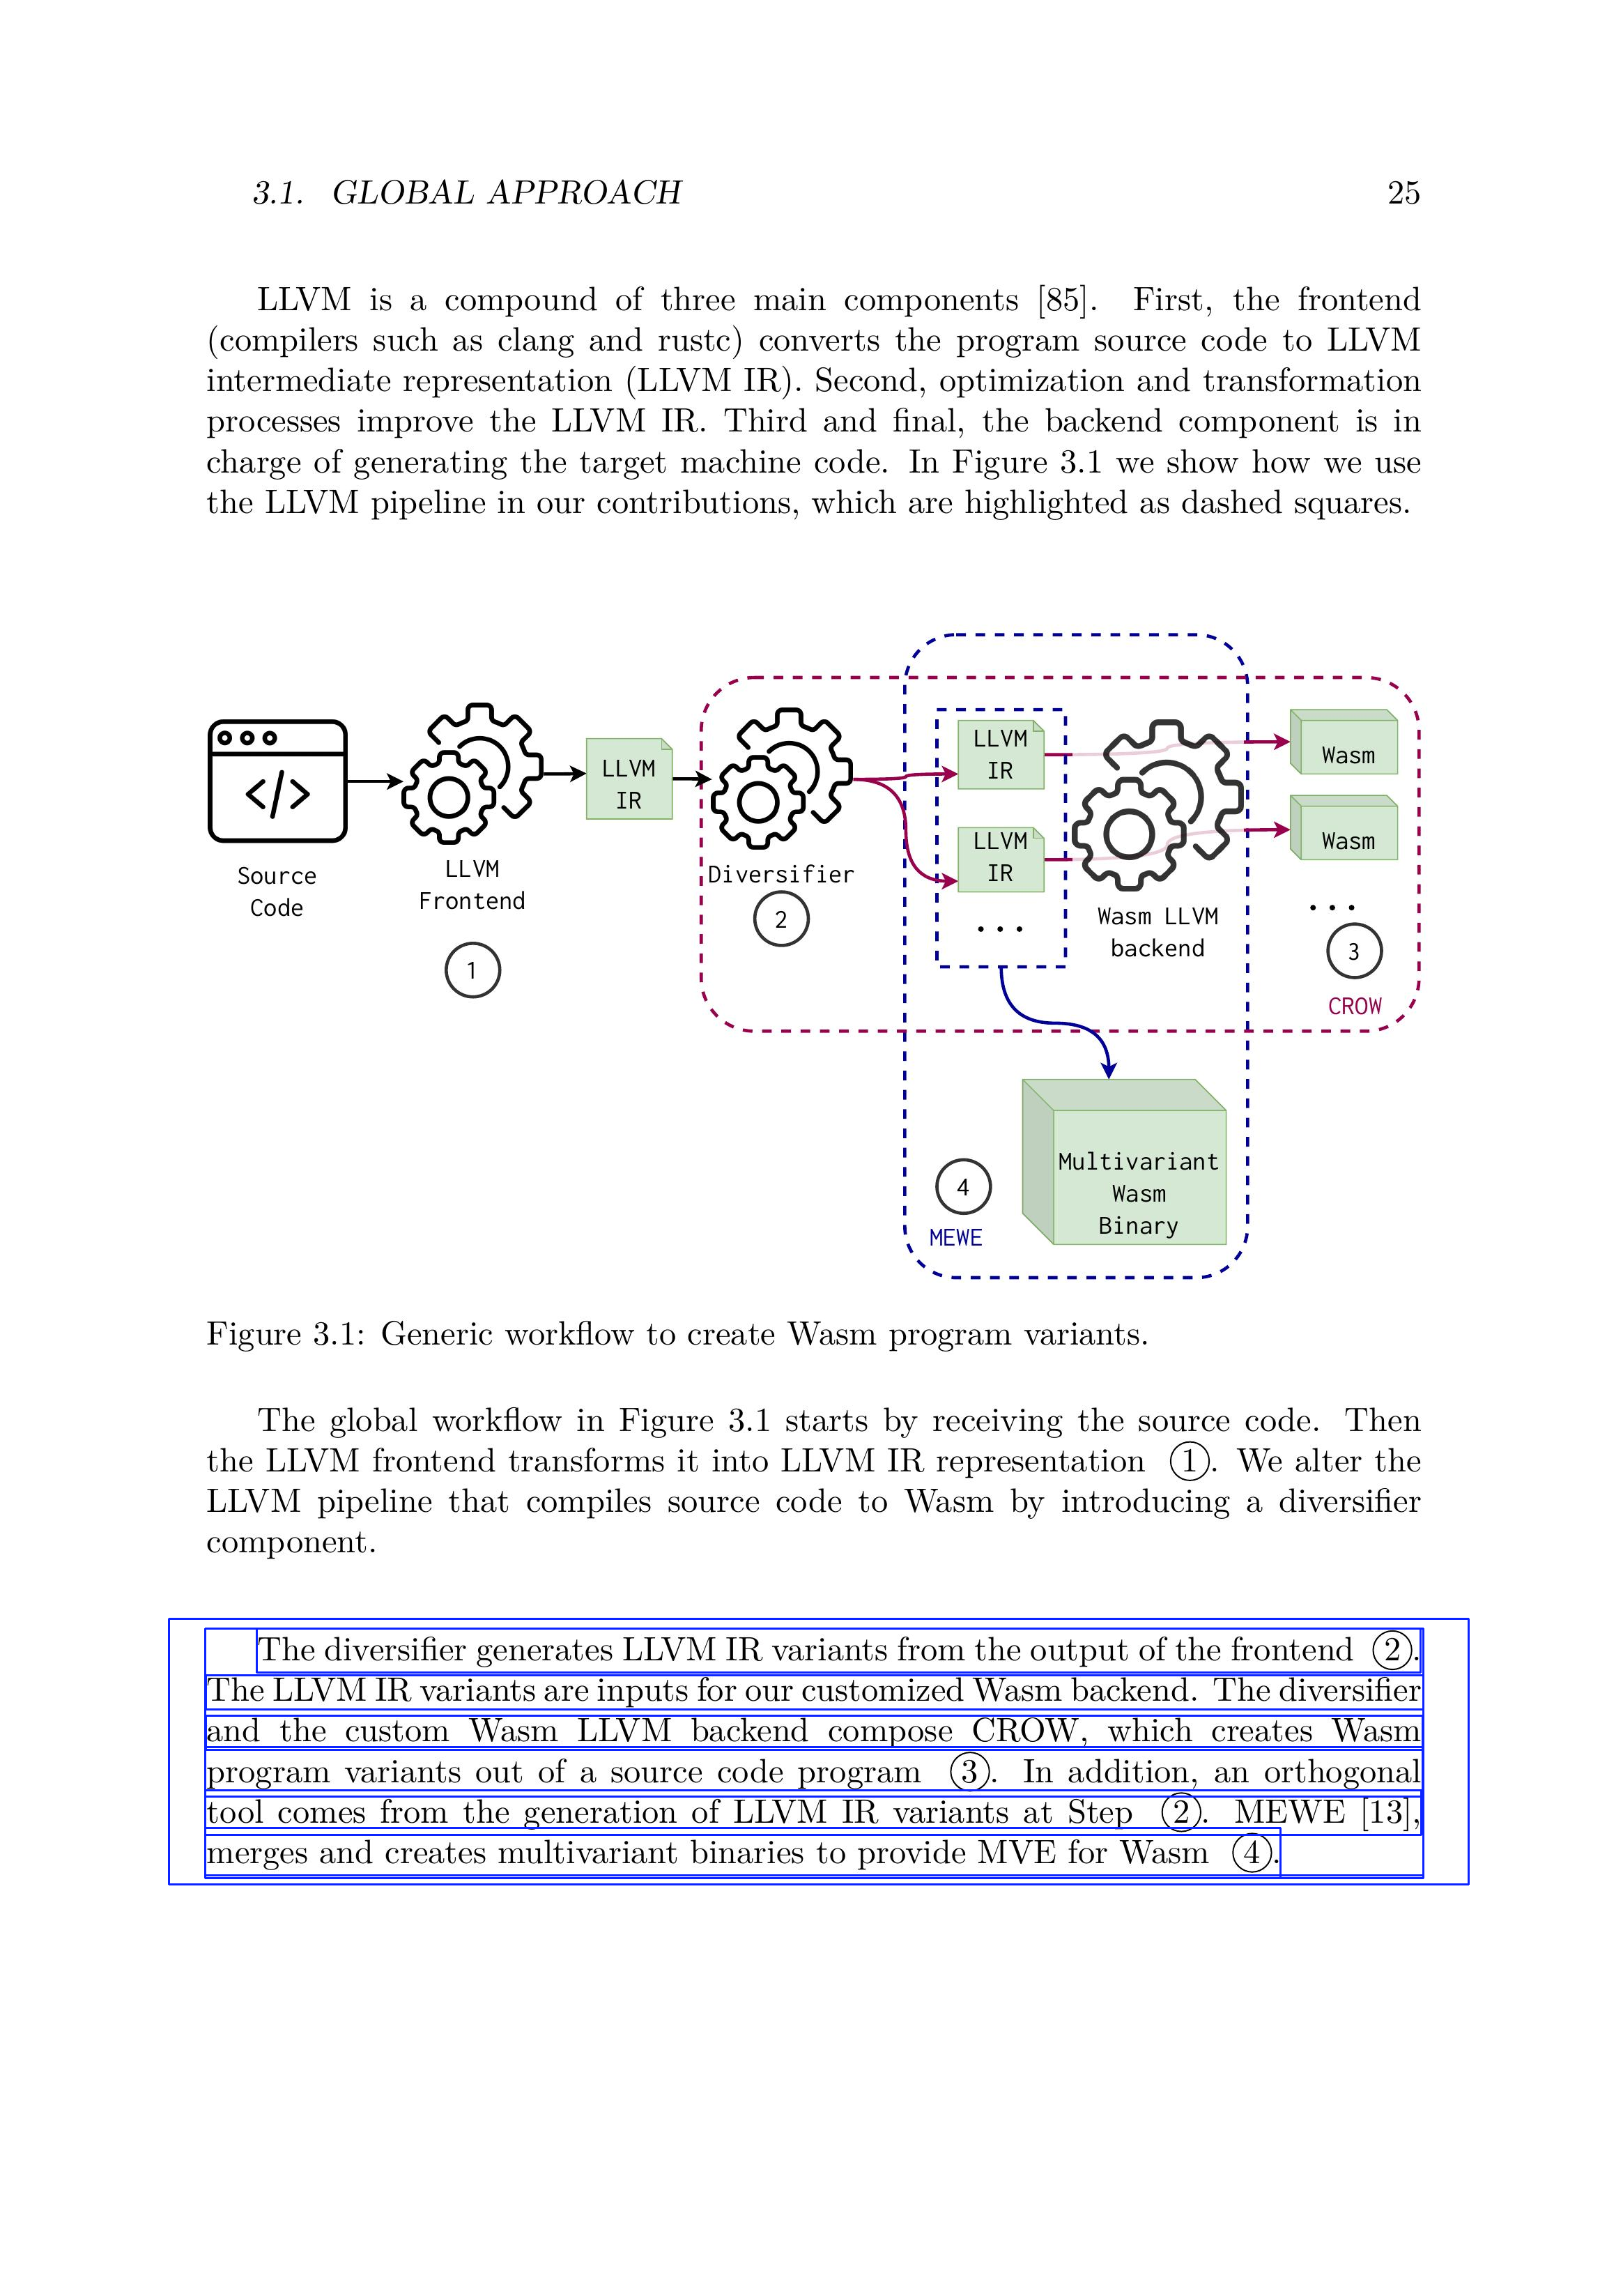 3.1. GLOBAL APPROACH 25
LLVM is a compound of three main components [85]. First, the frontend
(compilers such as clang and rustc) converts the program source code to LLVM
intermediate representation (LLVM IR). Second, optimization and transformation
processes improve the LLVM IR. Third and final, the backend component is in
charge of generating the target machine code. In Figure 3.1 we show how we use
the LLVM pipeline in our contributions, which are highlighted as dashed squares.
</>
Source
Code
LLVM
Frontend
1
LLVM
IR
Diversifier
2
LLVM
IR
LLVM
IR
...
Wasm LLVM
backend
Wasm
Wasm
...
3
CROW
Multivariant
Wasm
Binary
4
MEWE
Figure 3.1: Generic workflow to create Wasm program variants.
The global workflow in Figure 3.1 starts by receiving the source code. Then
the LLVM frontend transforms it into LLVM IR representation ①. We alter the
LLVM pipeline that compiles source code to Wasm by introducing a diversifier
component.
The diversifier generates LLVM IR variants from the output of the frontend ②.
The LLVM IR variants are inputs for our customized Wasm backend. The diversifier
and the custom Wasm LLVM backend compose CROW, which creates Wasm
program variants out of a source code program ③. In addition, an orthogonal
tool comes from the generation of LLVM IR variants at Step ②. MEWE [13],
merges and creates multivariant binaries to provide MVE for Wasm ④.